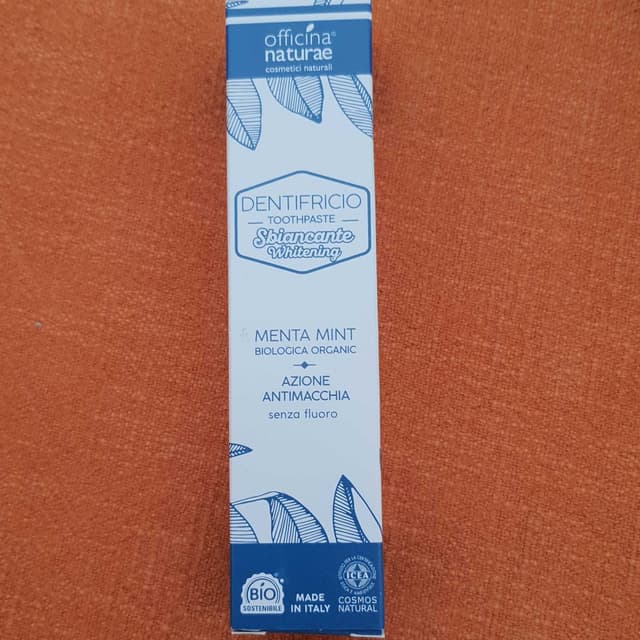 officina®
naturae
cosmetici naturali
DENTIFRICIO
TOOTHPASTE
Sbiancante
Whitening
MENTA MINT
BIOLOGICA ORGANIC
AZIONE
ANTIMACCHIA
senza fluoro
BIO
SOSTENIBILE
MADE
IN ITALY
ICEA
COSMOS
NATURAL